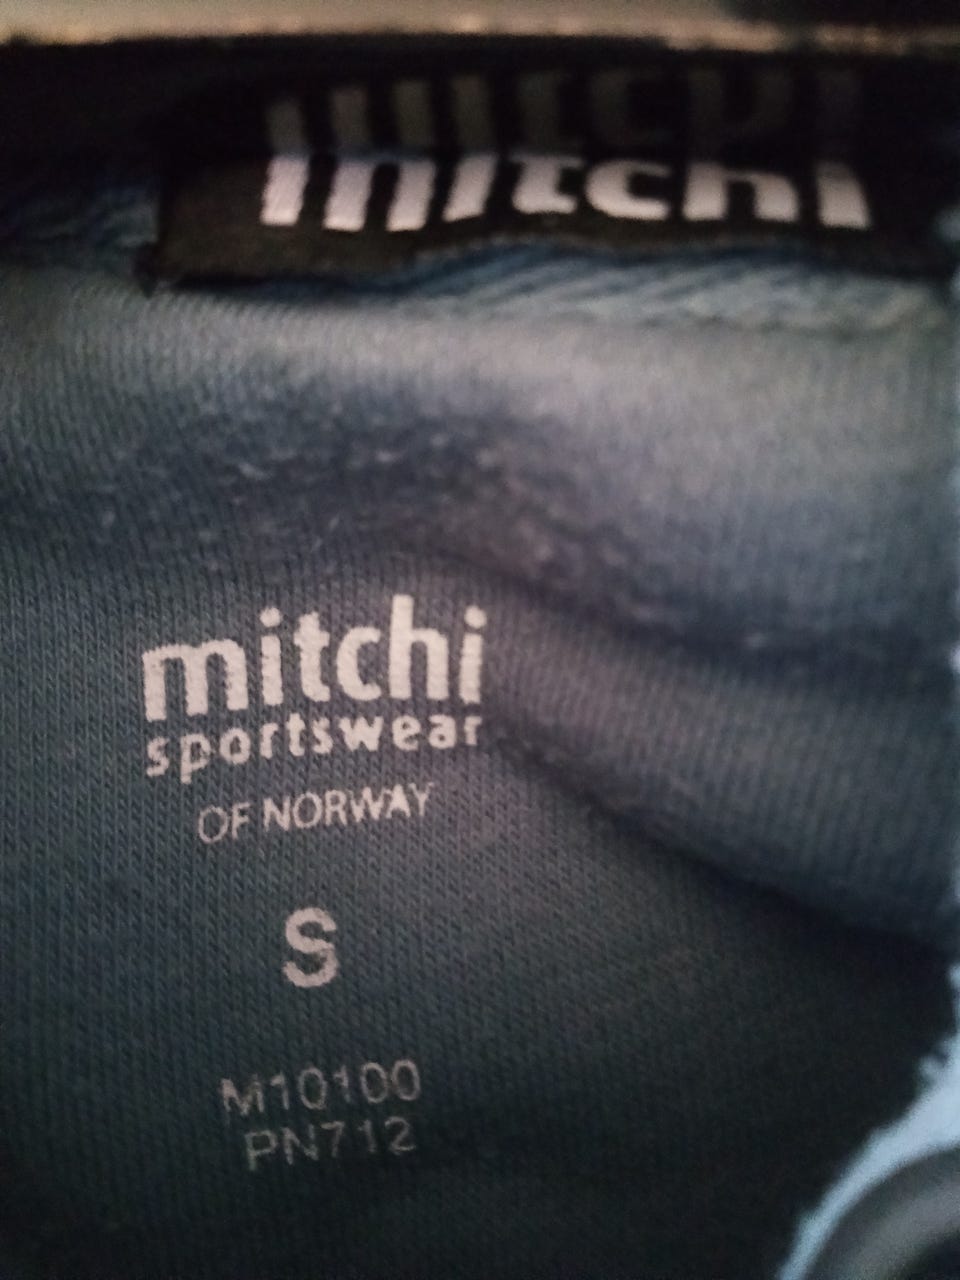 mitchi
mitchi
sportswear
OF NORWAY
S
M10100
PN712